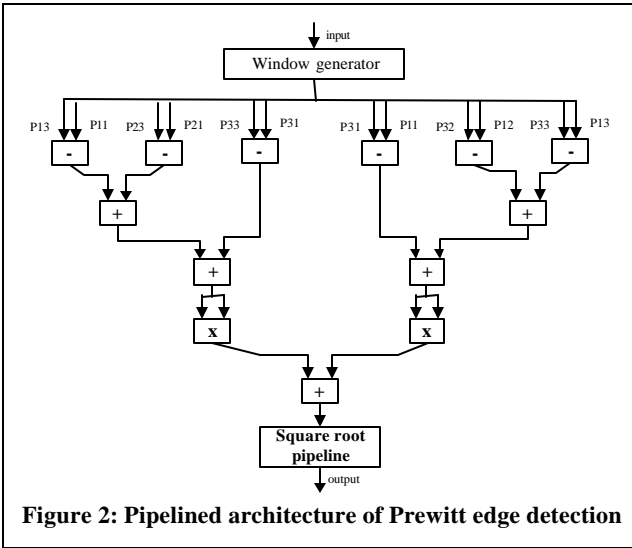 input
Window generator
P13 P11 P23 P21 P33 P31 P31 P11 P32 P12 P33 P13
- - - - - -
+ +
+ +
x x
+
Square root
pipeline
output
Figure 2: Pipelined architecture of Prewitt edge detection